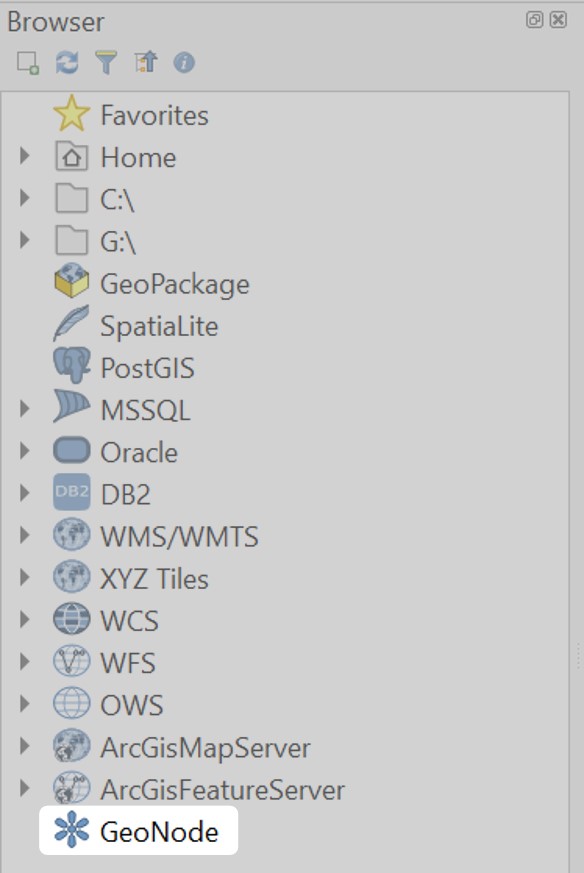 Browser
Favorites
Home
C:\
G:\
GeoPackage
SpatiaLite
PostGIS
MSSQL
Oracle
DB2 DB2
WMS/WMTS
XYZ Tiles
WCS
WFS
OWS
ArcGisMapServer
ArcGisFeatureServer
GeoNode